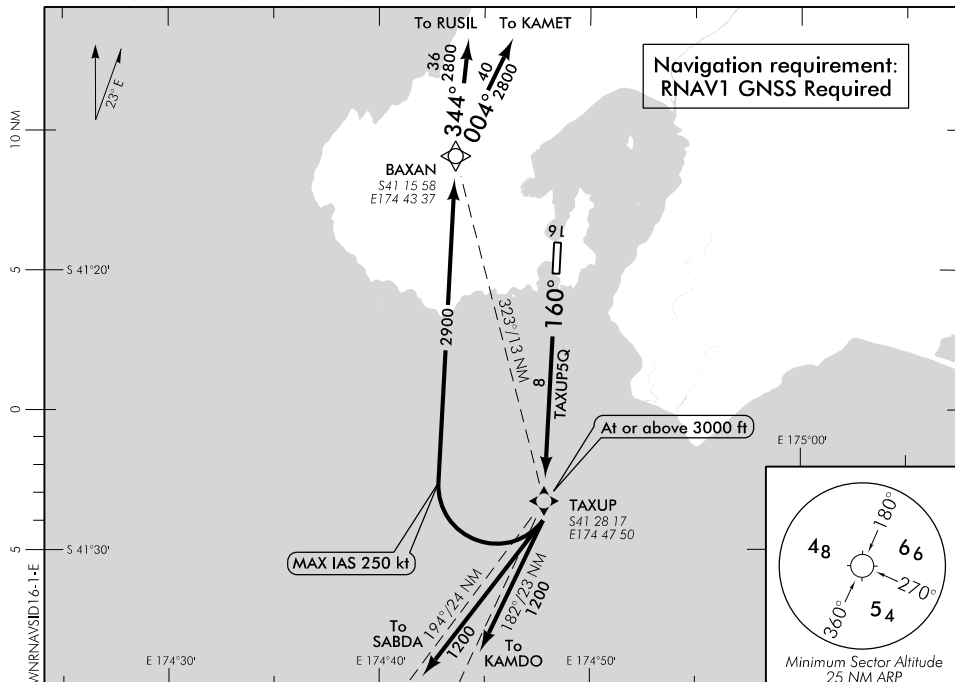 To RUSIL
To KAMET
36
2800
344°
40
2800
004°
Navigation requirement:
RNAV1 GNSS Required
23° E
10 NM
BAXAN
S41 15 58
E174 43 37
16
5
S 41°20'
160°
2900
323°/13 NM
8
TAXUP5Q
0
At or above 3000 ft
E 175°00'
TAXUP
S41 28 17
E174 47 50
5
S 41°30'
MAX IAS 250 kt
194°/24 NM
1200
182°/23 NM
1200
To
SABDA
To
KAMDO
E 174°30'
E 174°40'
E 174°50'
180°
48
66
270°
54
360°
Minimum Sector Altitude
25 NM ARP
WNRNAVSID16-1-E